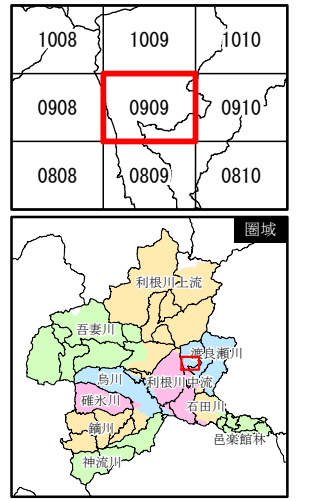 1008 1009 1010
0908 0909 0910
0808 0809 0810
圏域
利根川上流
吾妻川
渡良瀬川
烏川 利根川中流
碓氷川
石田川
鏑川
邑楽館林
神流川